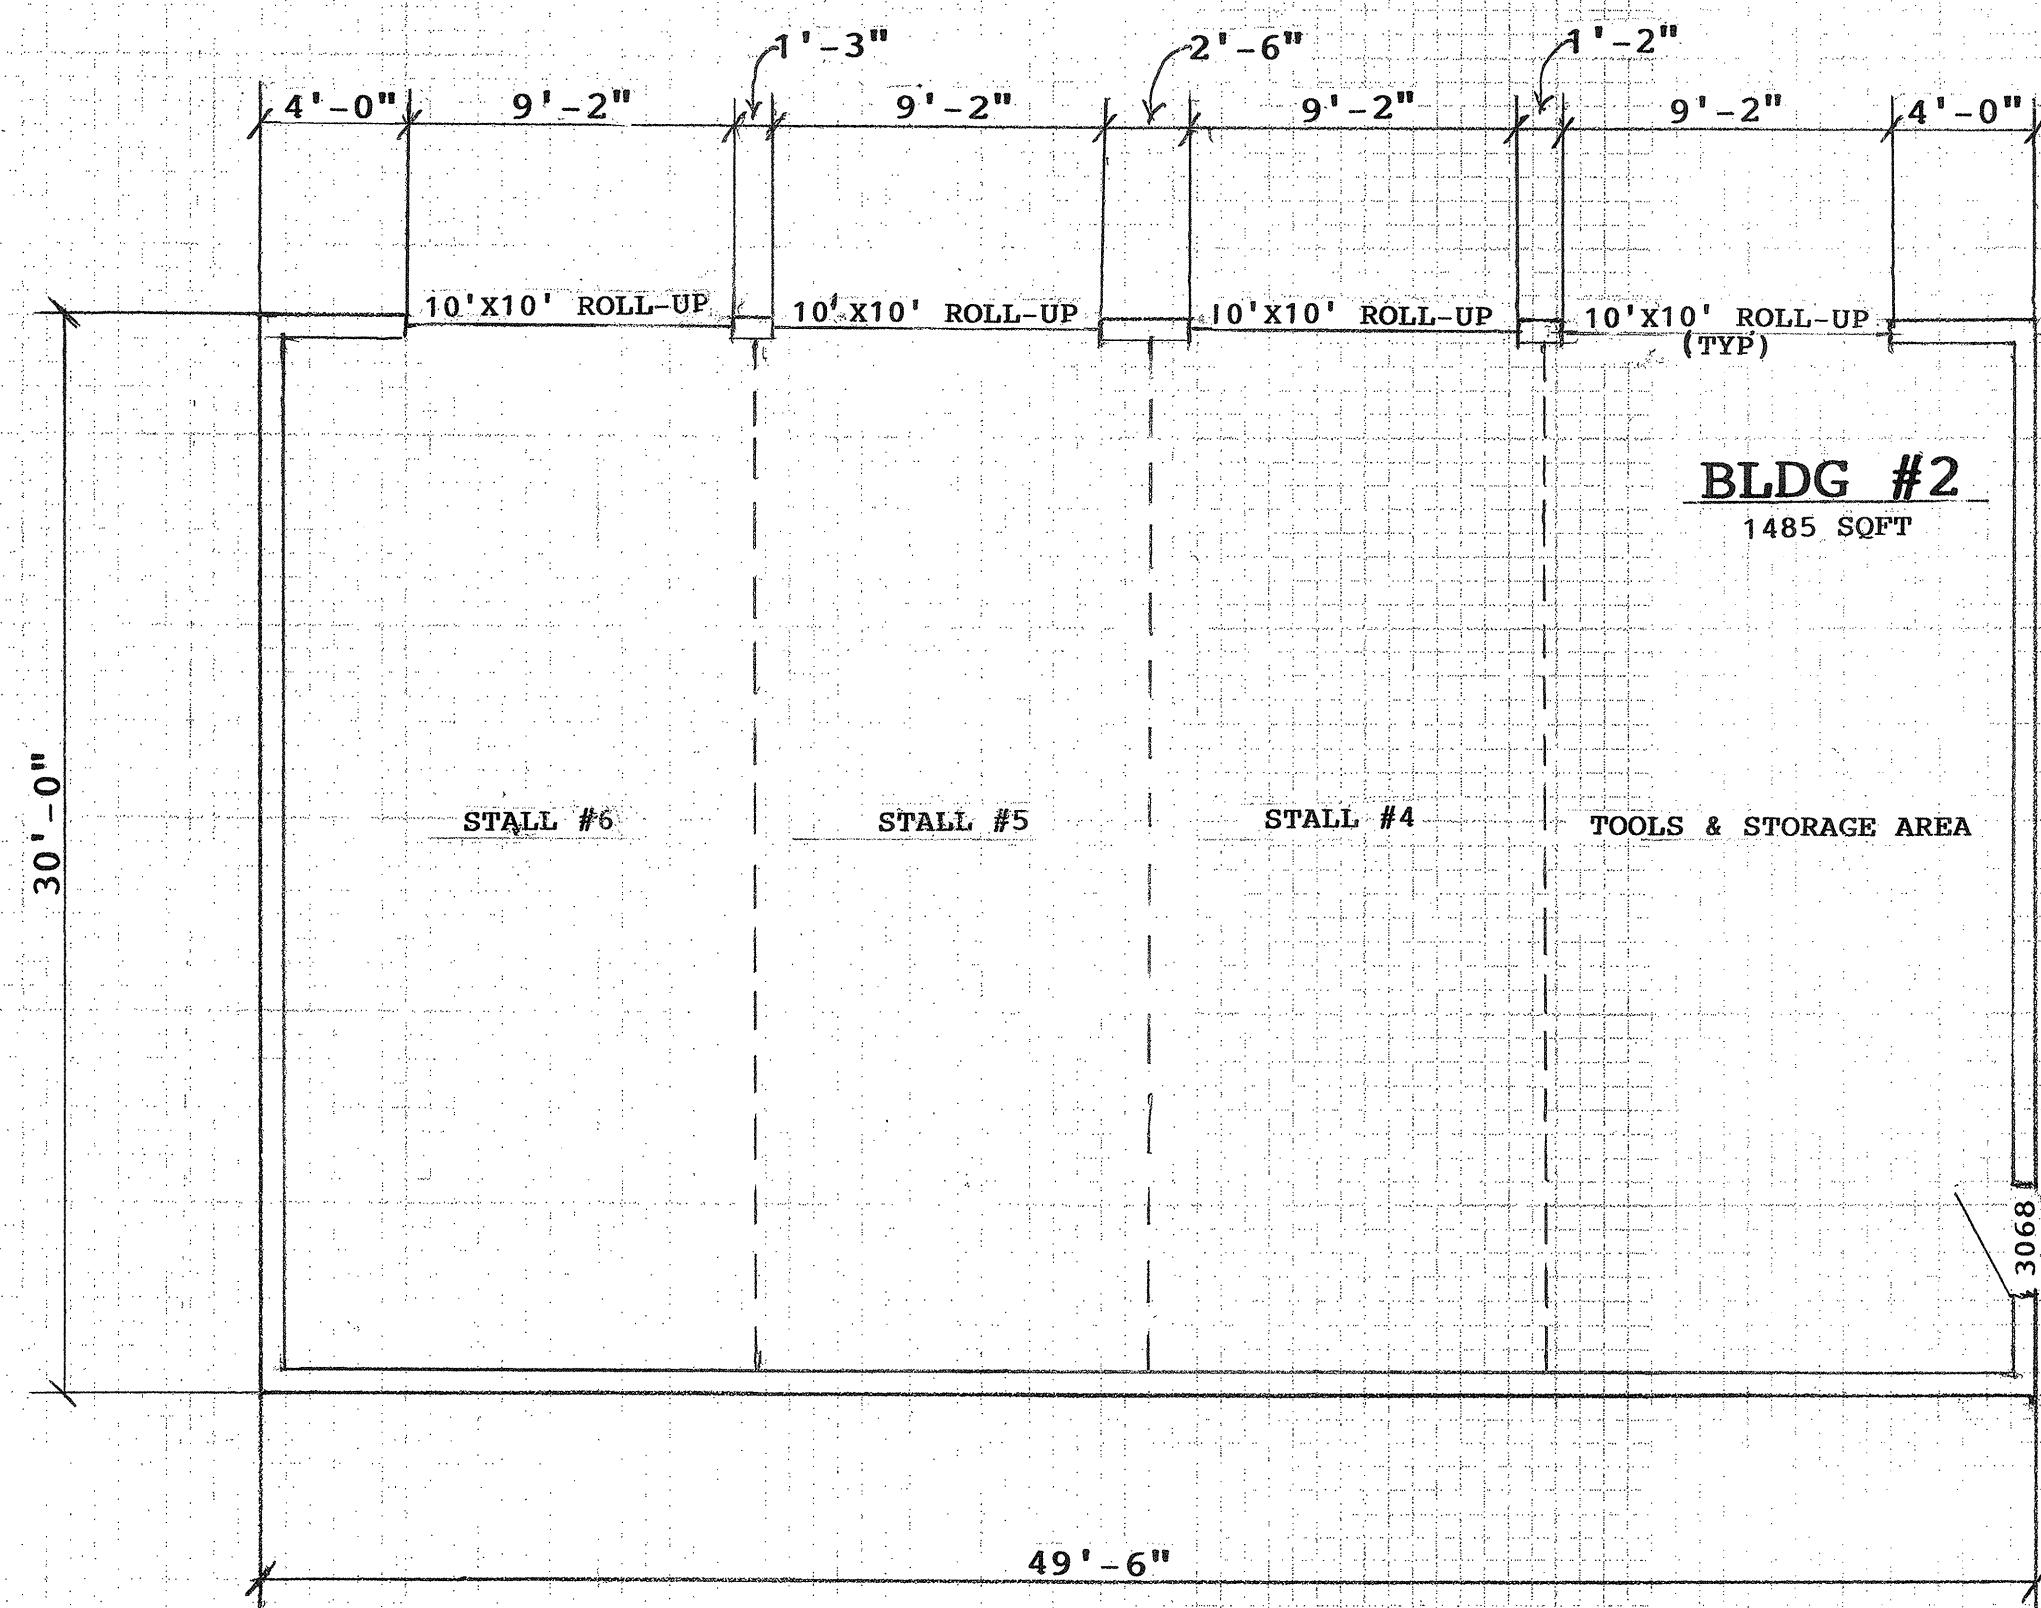 1'-3" 2'-6" 1'-2"
4'-0" 9'-2" 9'-2" 9'-2" 9'-2" 4'-0"
10'X10' ROLL-UP 10'X10' ROLL-UP 10'X10' ROLL-UP 10'X10' ROLL-UP
(TYP)
BLDG #2
1485 SQFT
30'-0"
STALL #6 STALL #5 STALL #4 TOOLS & STORAGE AREA
3068
49'-6"